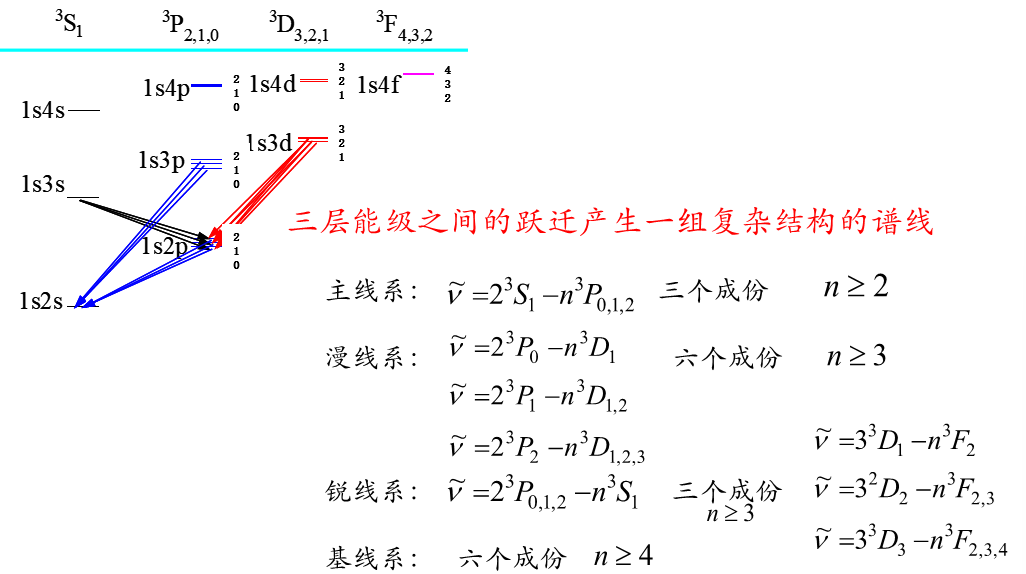 ³S₁ ³P₂,₁,₀ ³D₃,₂,₁ ³F₄,₃,₂
1s4p 2 1 0 1s4d 3 2 1 1s4f 4 3 2
1s4s
1s3d 3 2 1
1s3p 2 1 0
1s3s
三层能级之间的跃迁产生一组复杂结构的谱线
1s2p 2 1 0
1s2s
主线系: ṽ =2³S₁ −n³P₀,₁,₂ 三个成份 n ≥ 2
漫线系: ṽ =2³P₀ −n³D₁ 六个成份 n ≥ 3
ṽ =2³P₁ −n³D₁,₂
ṽ =2³P₂ −n³D₁,₂,₃
ṽ =3³D₁ −n³F₂
锐线系: ṽ =2³P₀,₁,₂ −n³S₁ 三个成份 n ≥ 3
ṽ =3²D₂ −n³F₂,₃
ṽ =3³D₃ −n³F₂,₃,₄
基线系: 六个成份 n ≥ 4